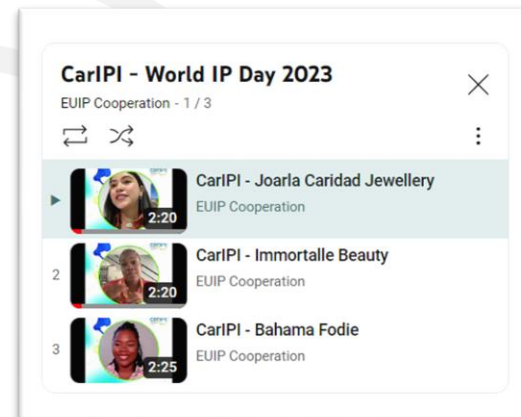 CarIPI - World IP Day 2023
EUIP Cooperation - 1 / 3
CarIPI - Joarla Caridad Jewellery
EUIP Cooperation
2:20
2
CarIPI - Immortalle Beauty
EUIP Cooperation
2:20
3
CarIPI - Bahama Fodie
EUIP Cooperation
2:25